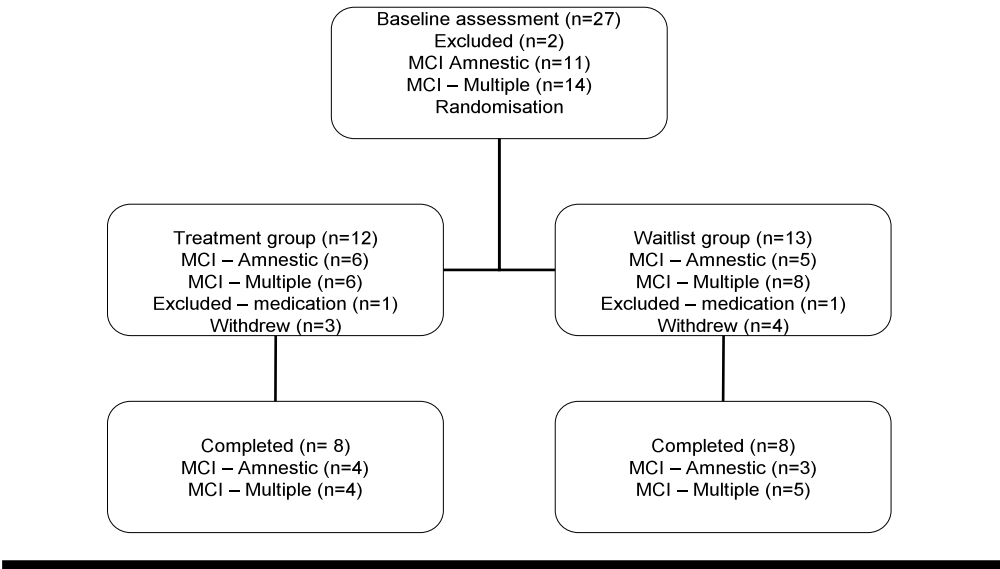 Baseline assessment (n=27)
Excluded (n=2)
MCI Amnestic (n=11)
MCI – Multiple (n=14)
Randomisation
Treatment group (n=12)
MCI – Amnestic (n=6)
MCI – Multiple (n=6)
Excluded – medication (n=1)
Withdrew (n=3)
Waitlist group (n=13)
MCI – Amnestic (n=5)
MCI – Multiple (n=8)
Excluded – medication (n=1)
Withdrew (n=4)
Completed (n= 8)
MCI – Amnestic (n=4)
MCI – Multiple (n=4)
Completed (n=8)
MCI – Amnestic (n=3)
MCI – Multiple (n=5)